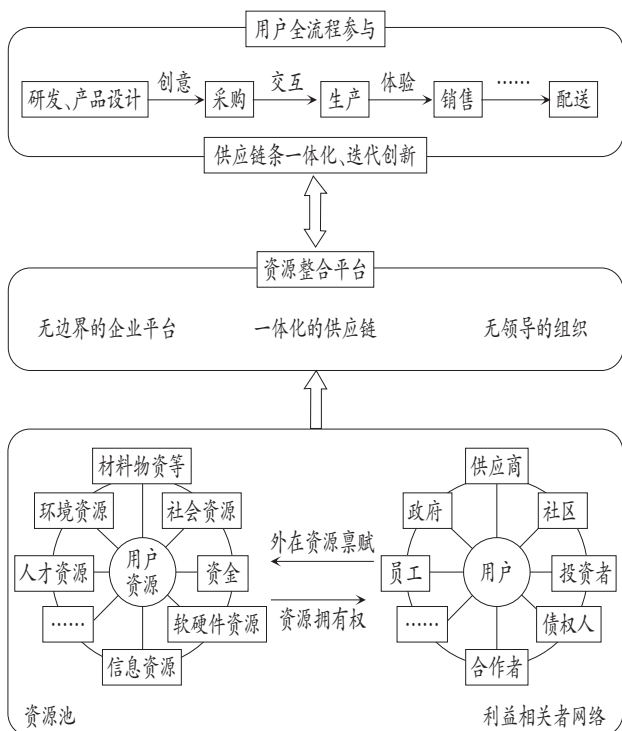 用户全流程参与
创意 交互 体验 ……
研发、产品设计 采购 生产 销售 配送
供应链条一体化、迭代创新
资源整合平台
无边界的企业平台 一体化的供应链 无领导的组织
材料物资等
环境资源 社会资源
人才资源 用户资源 资金
…… 软硬件资源
信息资源
外在资源禀赋
资源拥有权
供应商
政府 社区
员工 用户 投资者
…… 债权人
合作者
资源池 利益相关者网络